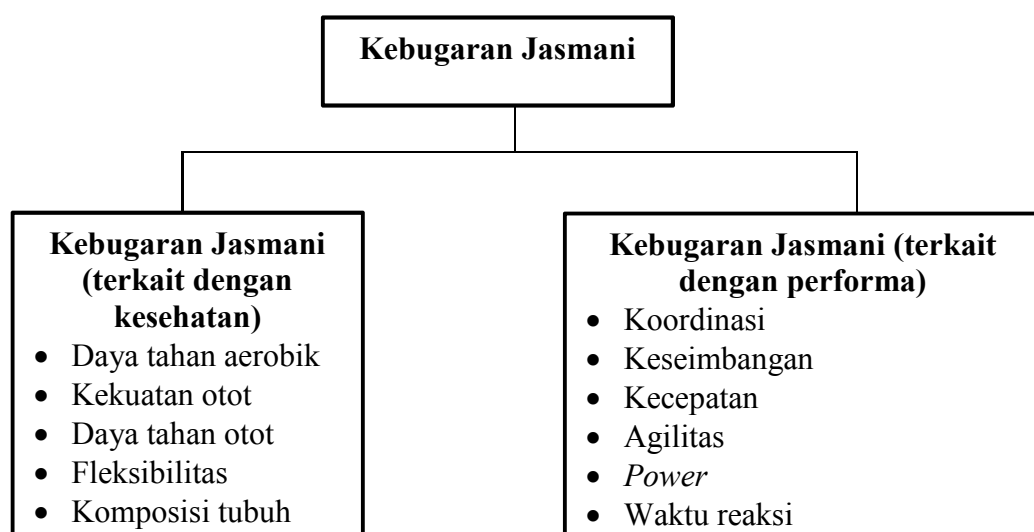 Kebugaran Jasmani
Kebugaran Jasmani
(terkait dengan
kesehatan)
• Daya tahan aerobik
• Kekuatan otot
• Daya tahan otot
• Fleksibilitas
• Komposisi tubuh
Kebugaran Jasmani (terkait
dengan performa)
• Koordinasi
• Keseimbangan
• Kecepatan
• Agilitas
• Power
• Waktu reaksi